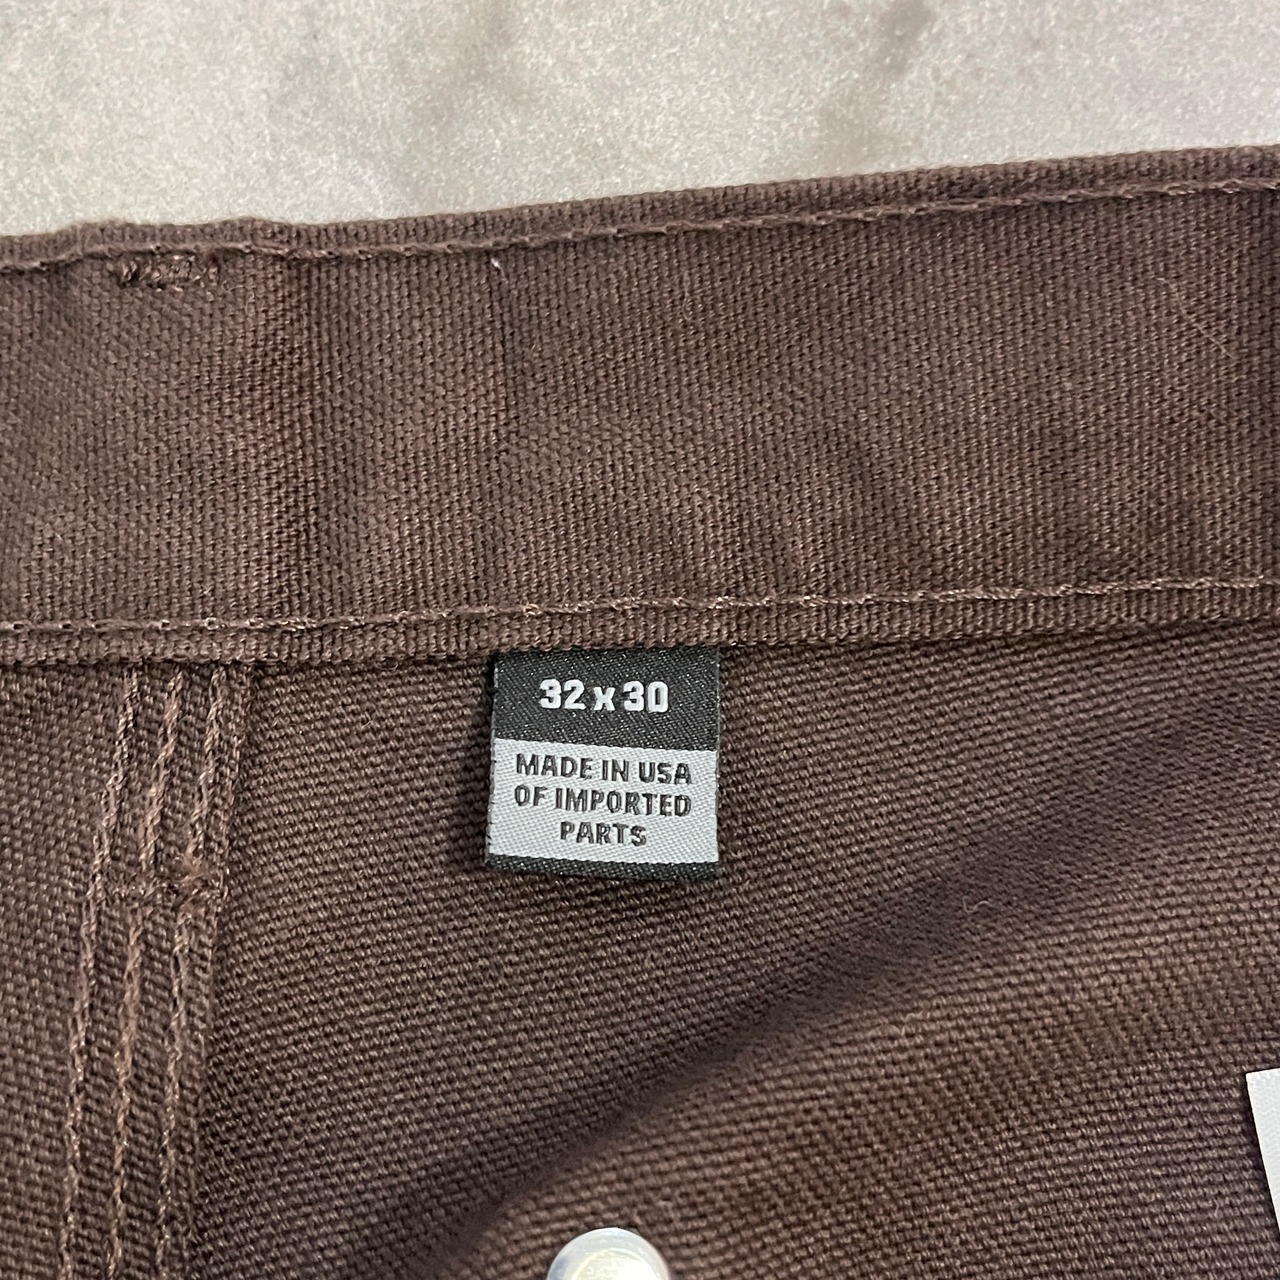 32 x 30
MADE IN USA
OF IMPORTED
PARTS